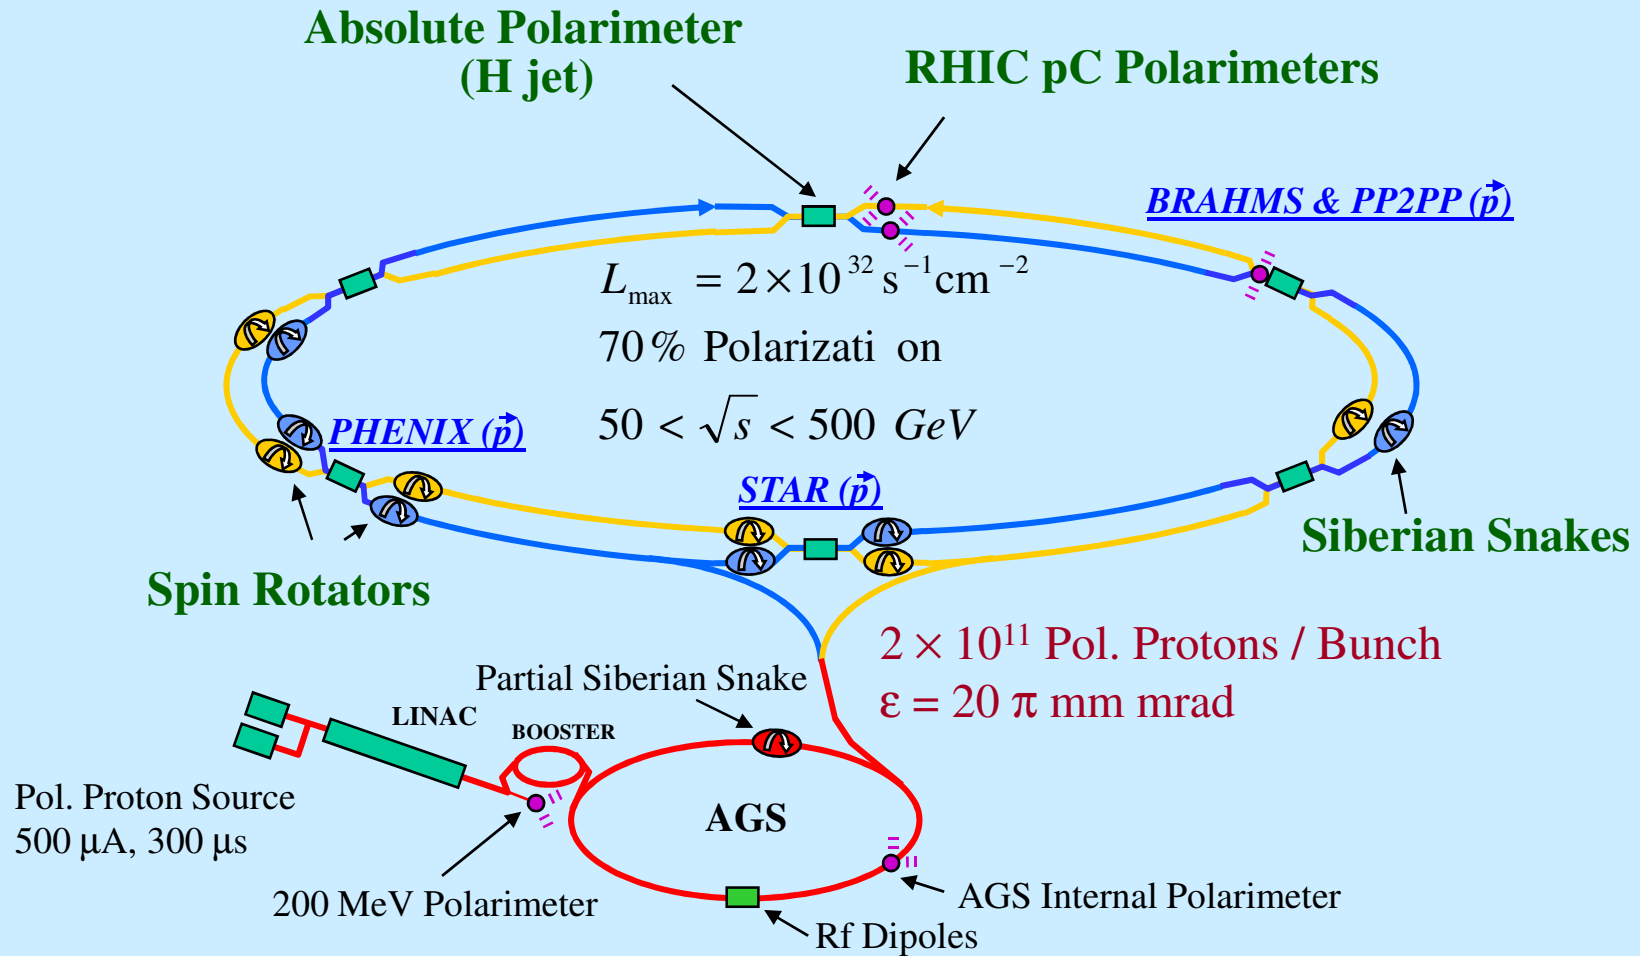 Absolute Polarimeter
(H jet)
RHIC pC Polarimeters
BRAHMS & PP2PP (p⃗)
L max = 2×10^32 s^−1 cm^−2
70% Polarizati on
50 < √s < 500 GeV
PHENIX (p⃗)
STAR (p⃗)
Siberian Snakes
Spin Rotators
2 × 10^11 Pol. Protons / Bunch
ε = 20 π mm mrad
Partial Siberian Snake
LINAC
BOOSTER
Pol. Proton Source
500 μA, 300 μs
AGS
200 MeV Polarimeter
AGS Internal Polarimeter
Rf Dipoles